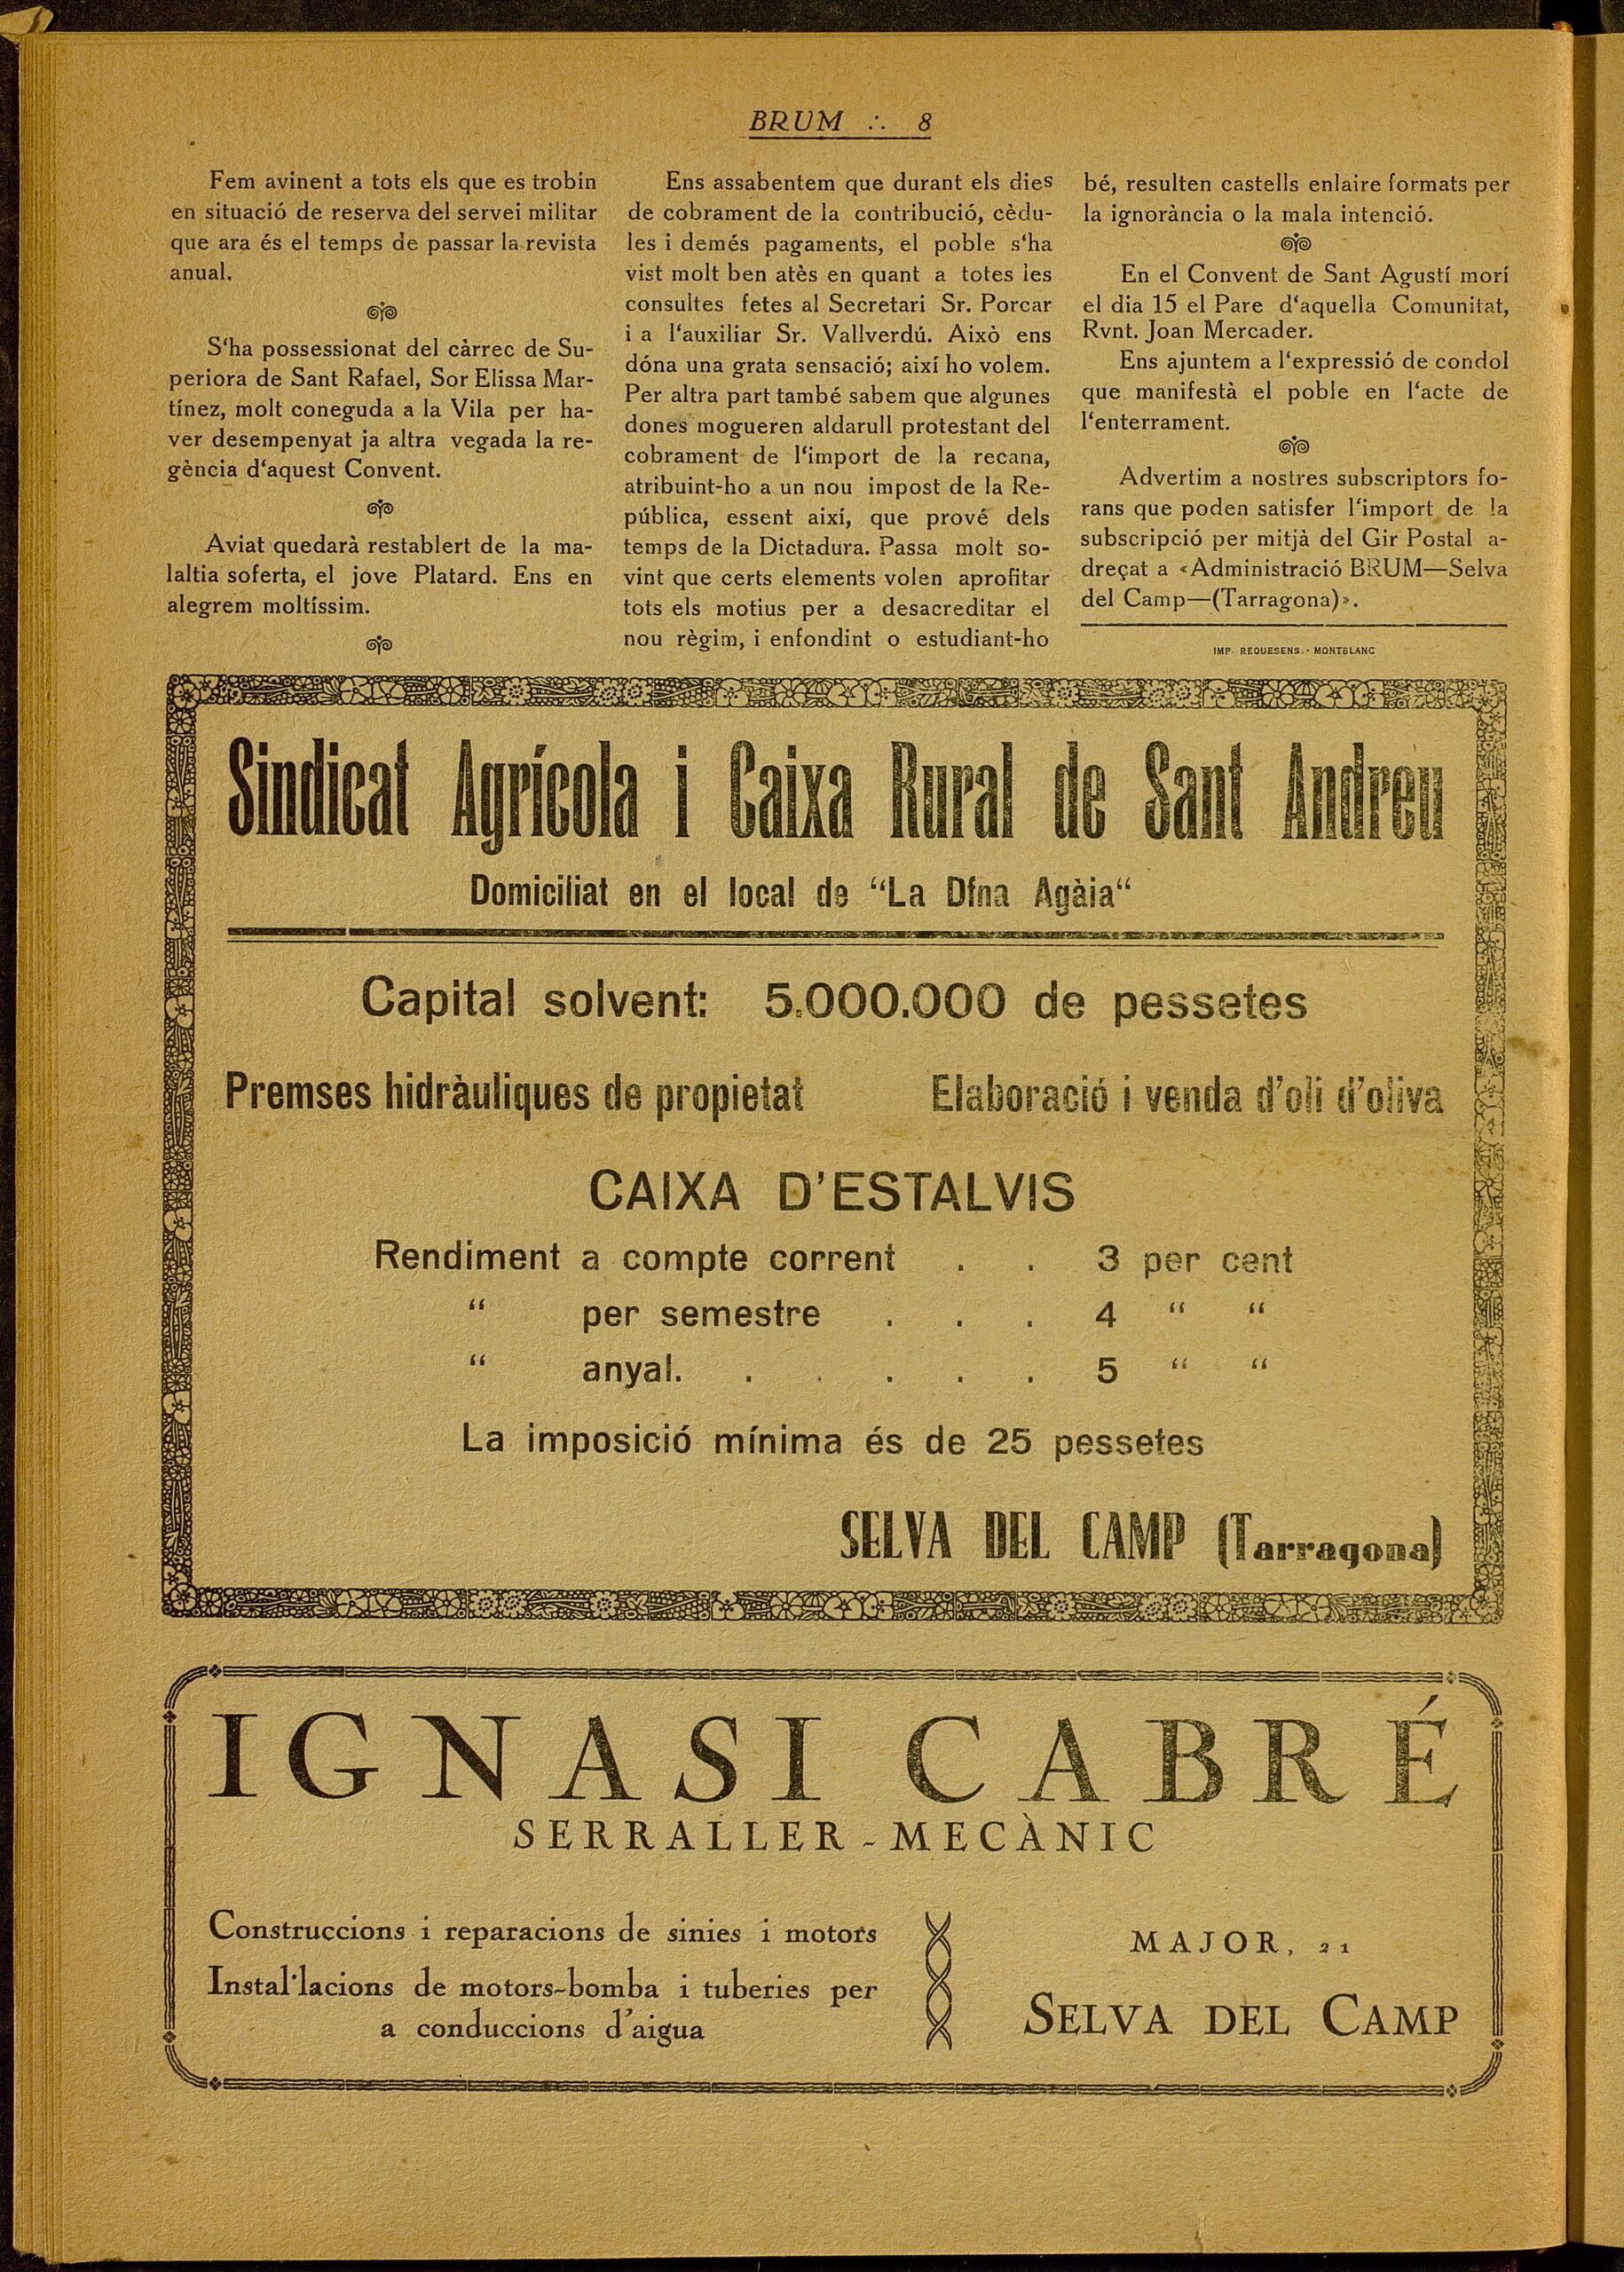 BRUM ∴ 8
Fem avinent a tots els que es trobin
en situació de reserva del servei militar
que ara és el temps de passar la revista
anual.
S‘ha possessionat del càrrec de Su-
periora de Sant Rafael, Sor Elissa Mar-
tínez, molt coneguda a la Vila per ha-
ver desempenyat ja altra vegada la re-
gència d‘aquest Convent.
Aviat quedarà restablert de la ma-
laltia soferta, el jove Platard. Ens en
alegrem moltíssim.
Ens assabentem que durant els dies
de cobrament de la contribució, cèdu-
les i demés pagaments, el poble s‘ha
vist molt ben atès en quant a totes les
consultes fetes al Secretari Sr. Porcar
i a l‘auxiliar Sr. Vallverdú. Això ens
dóna una grata sensació; així ho volem.
Per altra part també sabem que algunes
dones mogueren aldarull protestant del
cobrament de l‘import de la recana,
atribuint-ho a un nou impost de la Re-
pública, essent així, que prové dels
temps de la Dictadura. Passa molt so-
vint que certs elements volen aprofitar
tots els motius per a desacreditar el
nou règim, i enfondint o estudiant-ho
bé, resulten castells enlaire formats per
la ignorància o la mala intenció.
En el Convent de Sant Agustí morí
el dia 15 el Pare d‘aquella Comunitat,
Rvnt. Joan Mercader.
Ens ajuntem a l‘expressió de condol
que manifestà el poble en l‘acte de
l‘enterrament.
Advertim a nostres subscriptors fo-
rans que poden satisfer l‘import de la
subscripció per mitjà del Gir Postal a-
dreçat a «Administració BRUM—Selva
del Camp—(Tarragona)».
IMP. REQUESENS.- MONTBLANC
Sindicat Agrícola i Caixa Rural de Sant Andreu
Domiciliat en el local de “La Dfna Agàia“
Capital solvent: 5.000.000 de pessetes
Premses hidràuliques de propietat Elaboració i venda d’oli d’oliva
CAIXA D’ESTALVIS
Rendiment a compte corrent . . 3 per cent
“ per semestre . . . 4 “ “
“ anyal. . . . . . 5 “ “
La imposició mínima és de 25 pessetes
SELVA DEL CAMP (Tarragona)
IGNASI CABRÉ
SERRALLER-MECÀNIC
Construccions i reparacions de sinies i motors
Instal·lacions de motors-bomba i tuberies per
a conduccions d’aigua
MAJOR, 21
SELVA DEL CAMP